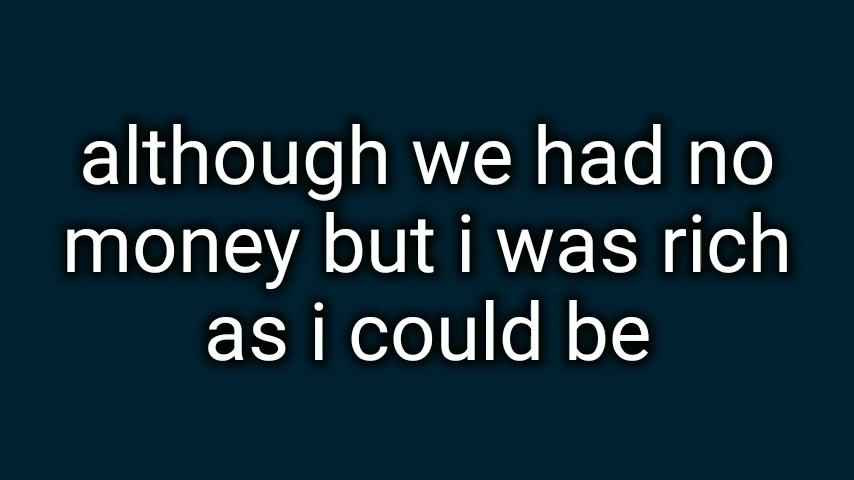 although we had no
money but i was rich
as i could be